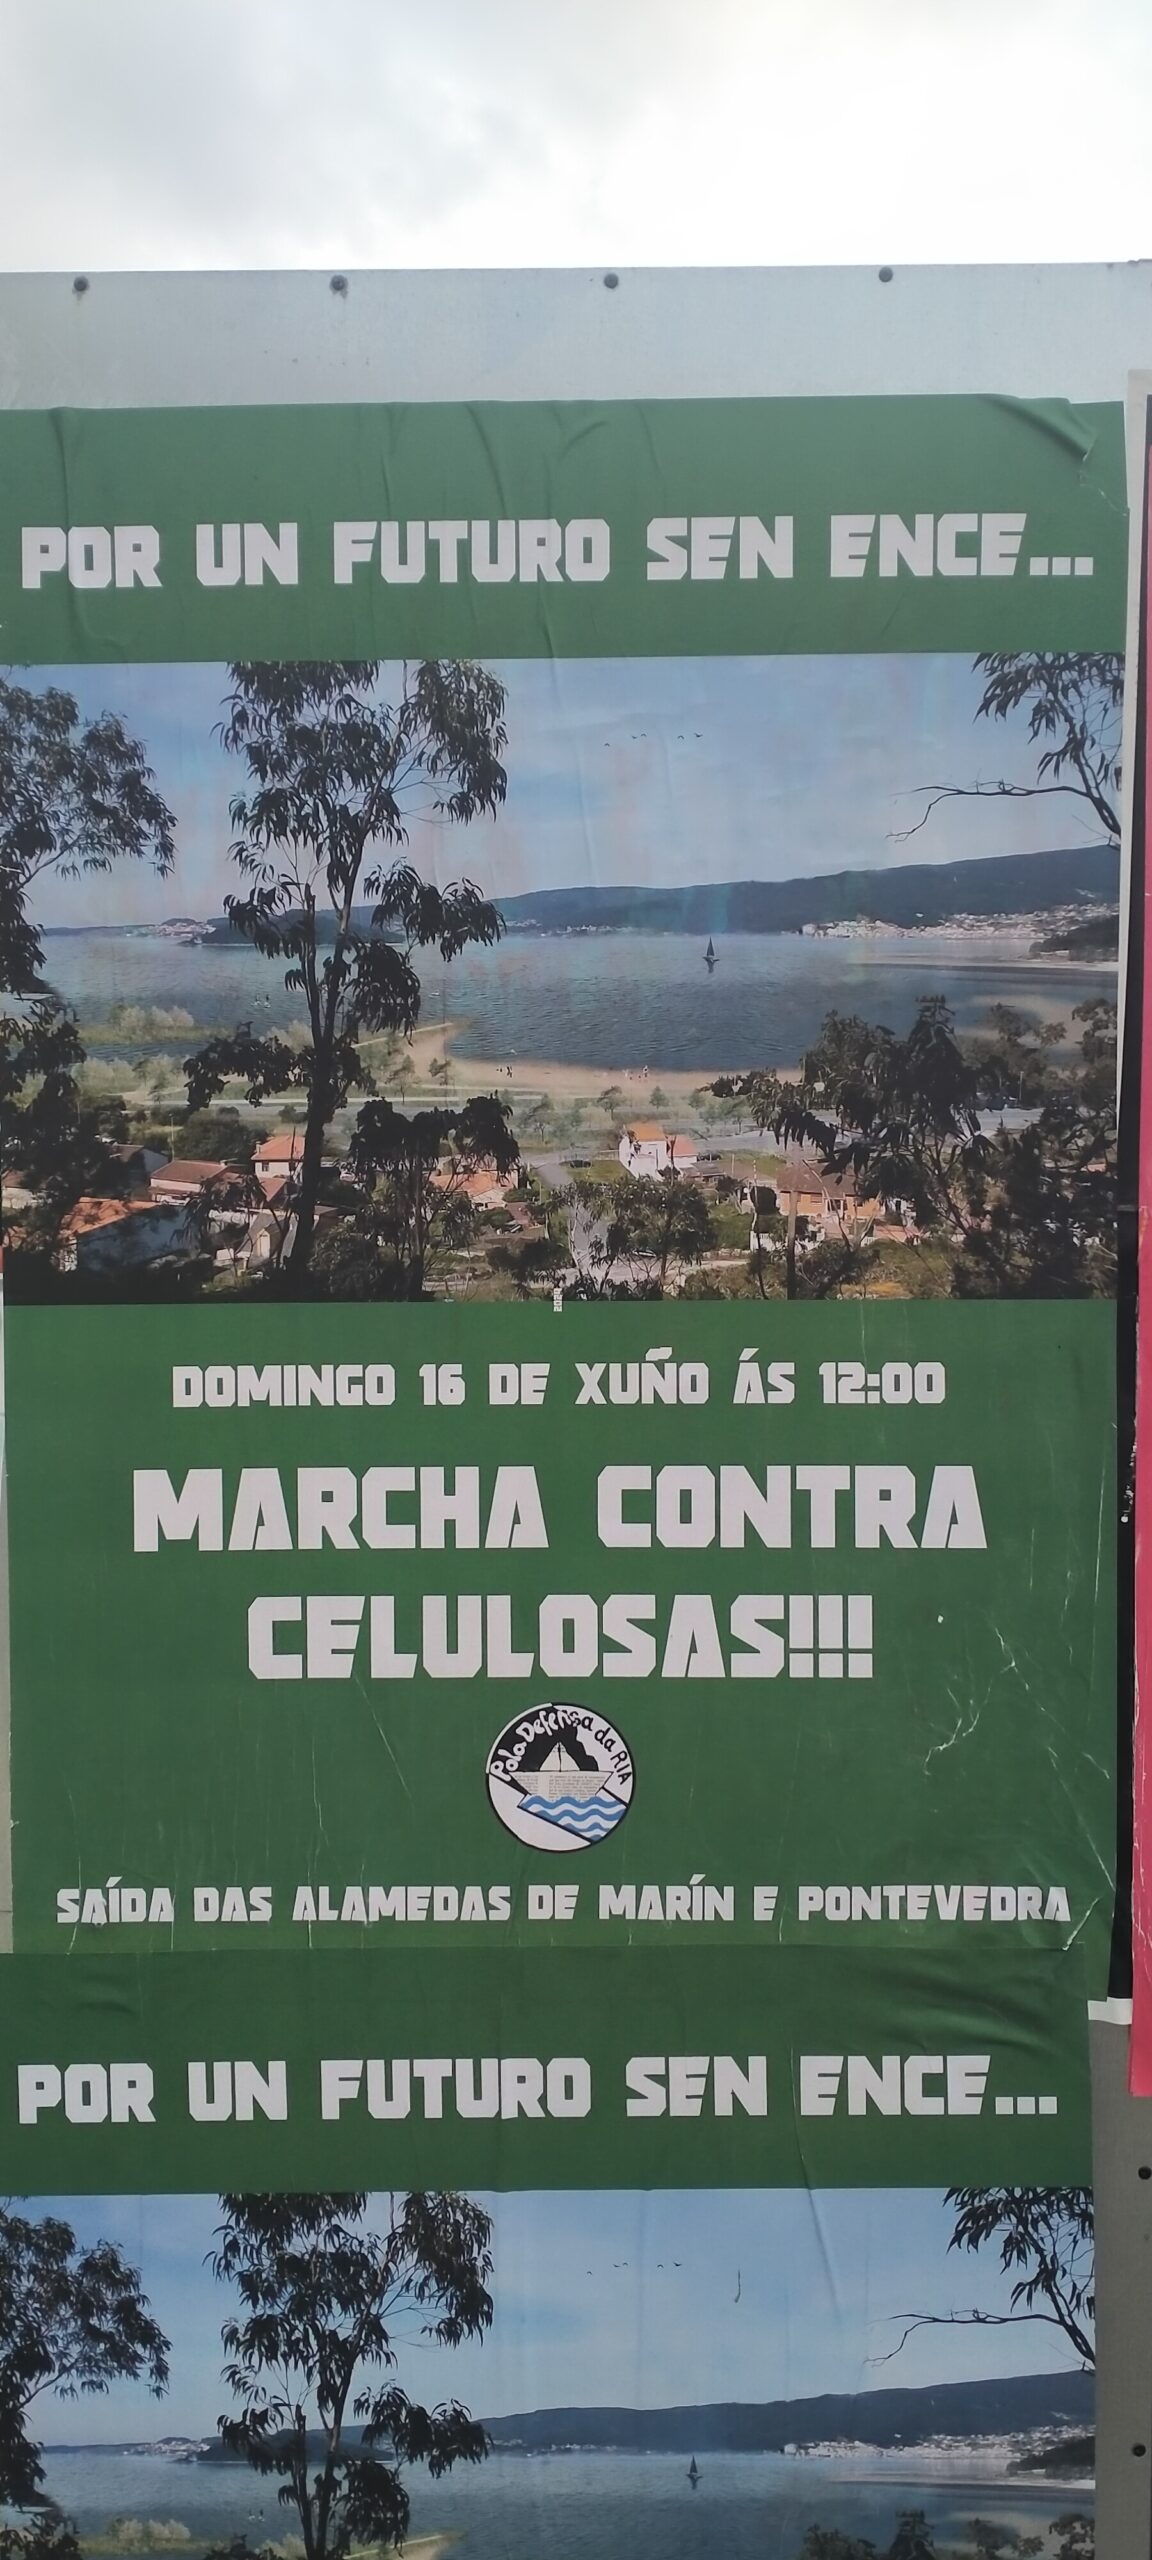 POR UN FUTURO SEN ENCE...
2024
DOMINGO 16 DE XUÑO ÁS 12:00
MARCHA CONTRA
CELULOSAS!!!
Pola Defensa da RIA
SAÍDA DAS ALAMEDAS DE MARÍN E PONTEVEDRA
POR UN FUTURO SEN ENCE...